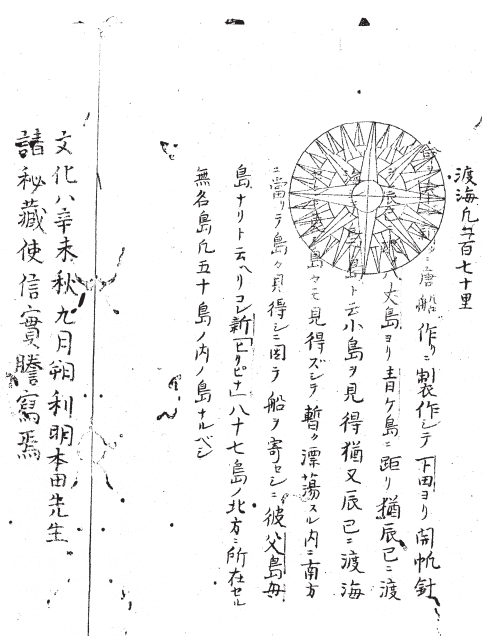 渡海凡五百七十里
唐船作リニ製作シテ下田ヨリ開帆針
八丈島ヨリ青ケ島ニ距リ猶辰巳ニ渡
島ト云小島ヲ見得猶又辰巳ニ渡海
島々モ見得ズシテ暫ク漂蕩スル内ニ南方
ニ當リテ島々見得シニ因テ船ヲ寄セシニ彼父島母
島ナリト云ヘリコレ新「ヒクピナ」八十七島ノ北方ニ所在セル
無名島凡五十島ノ内ノ島ナルベシ
文化八辛未秋九月朔利明本田先生
請秘藏使信實謄寫焉